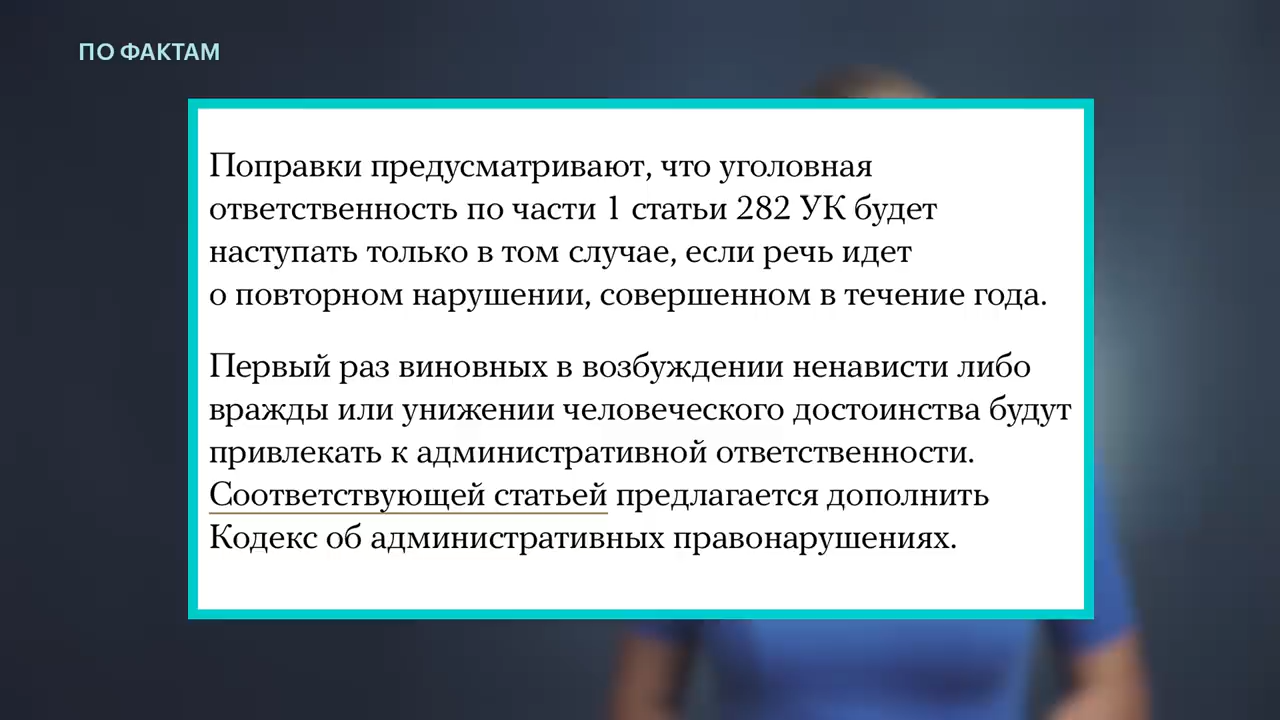 ПО ФАКТАМ
Поправки предусматривают, что уголовная
ответственность по части 1 статьи 282 УК будет
наступать только в том случае, если речь идет
о повторном нарушении, совершенном в течение года.
Первый раз виновных в возбуждении ненависти либо
вражды или унижении человеческого достоинства будут
привлекать к административной ответственности.
Соответствующей статьей предлагается дополнить
Кодекс об административных правонарушениях.